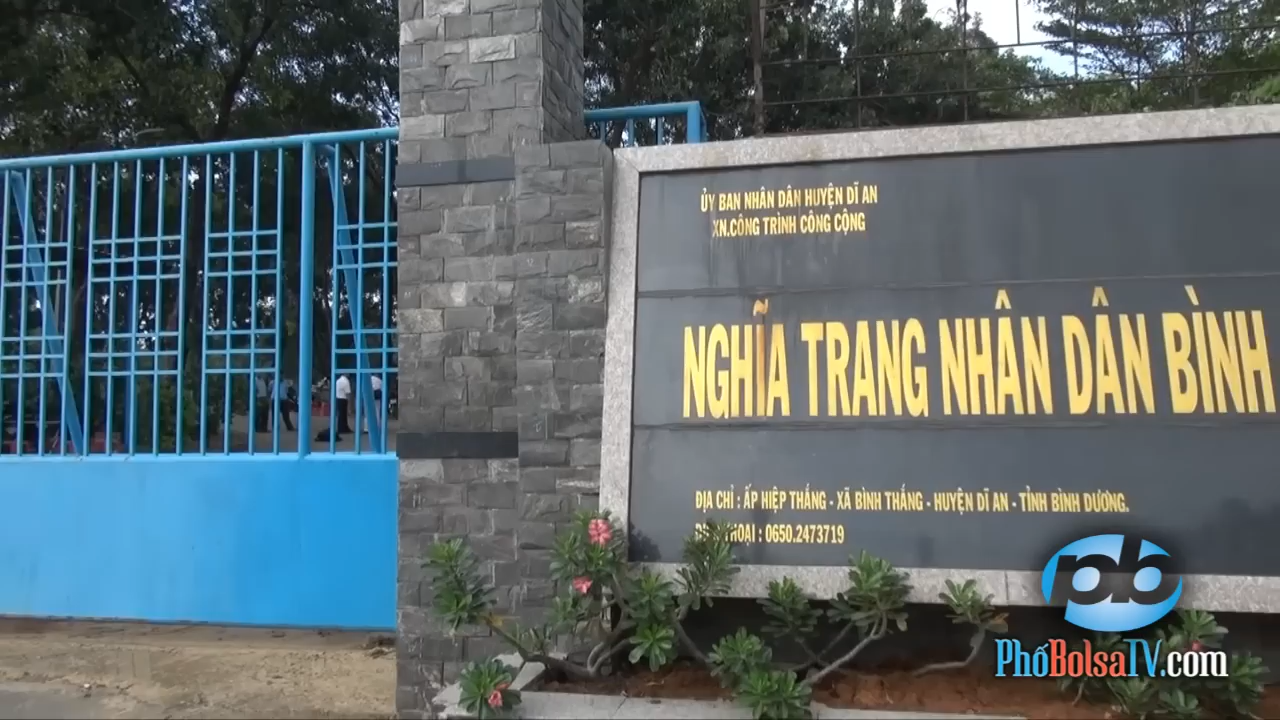 ỦY BAN NHÂN DÂN HUYỆN DĨ AN
XN.CÔNG TRÌNH CÔNG CỘNG
NGHĨA TRANG NHÂN DÂN BÌNH
ĐỊA CHỈ : ẤP HIỆP THẮNG - XÃ BÌNH THẮNG - HUYỆN DĨ AN - TỈNH BÌNH DƯƠNG.
ĐIỆN THOẠI : 0650.2473719
pb
PhốBolsaTV.com